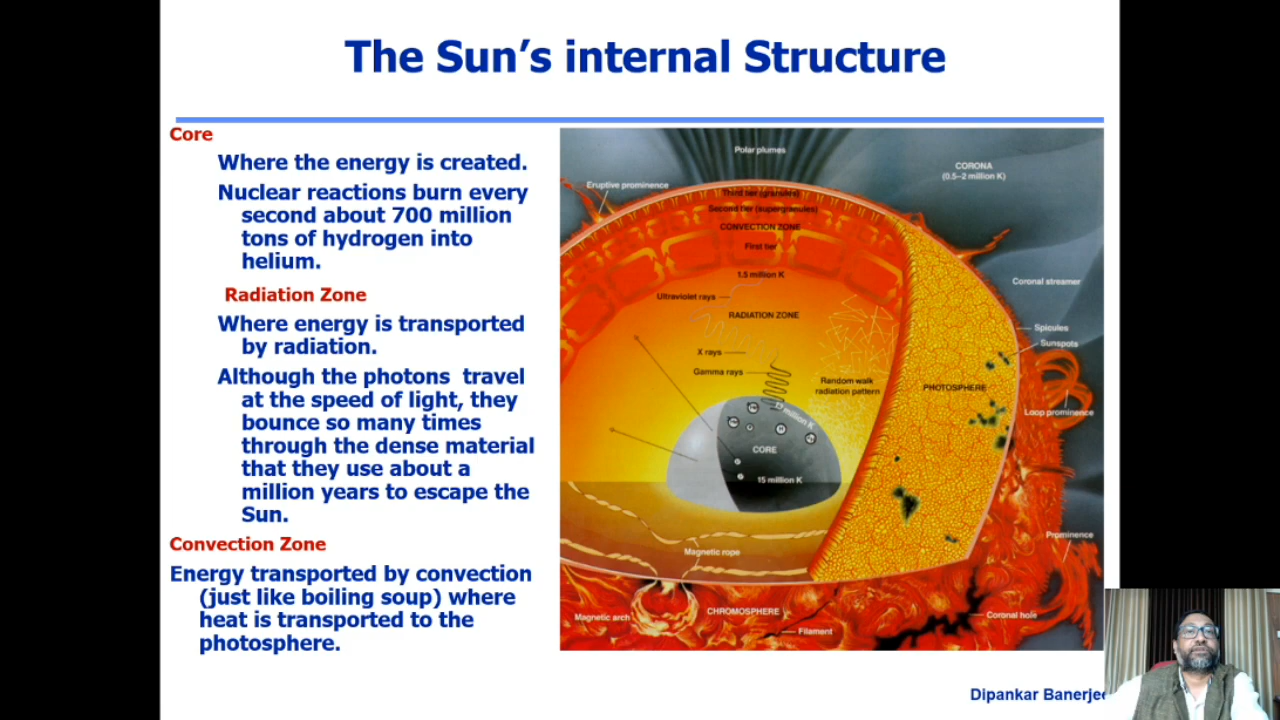 The Sun’s internal Structure
Core
Where the energy is created.
Nuclear reactions burn every
second about 700 million
tons of hydrogen into
helium.
Radiation Zone
Where energy is transported
by radiation.
Although the photons travel
at the speed of light, they
bounce so many times
through the dense material
that they use about a
million years to escape the
Sun.
Convection Zone
Energy transported by convection
(just like boiling soup) where
heat is transported to the
photosphere.
Polar plumes
CORONA
(0.5–2 million K)
Eruptive prominence
Third tier (granules)
Second tier (supergranules)
CONVECTION ZONE
First tier
1.5 million K
Coronal streamer
Ultraviolet rays
RADIATION ZONE
Spicules
Sunspots
X rays
Gamma rays
Random-walk
radiation pattern
PHOTOSPHERE
Loop prominence
CORE
15 million K
Prominence
Magnetic rope
Magnetic arch
CHROMOSPHERE
Filament
Coronal hole
Dipankar Banerjee